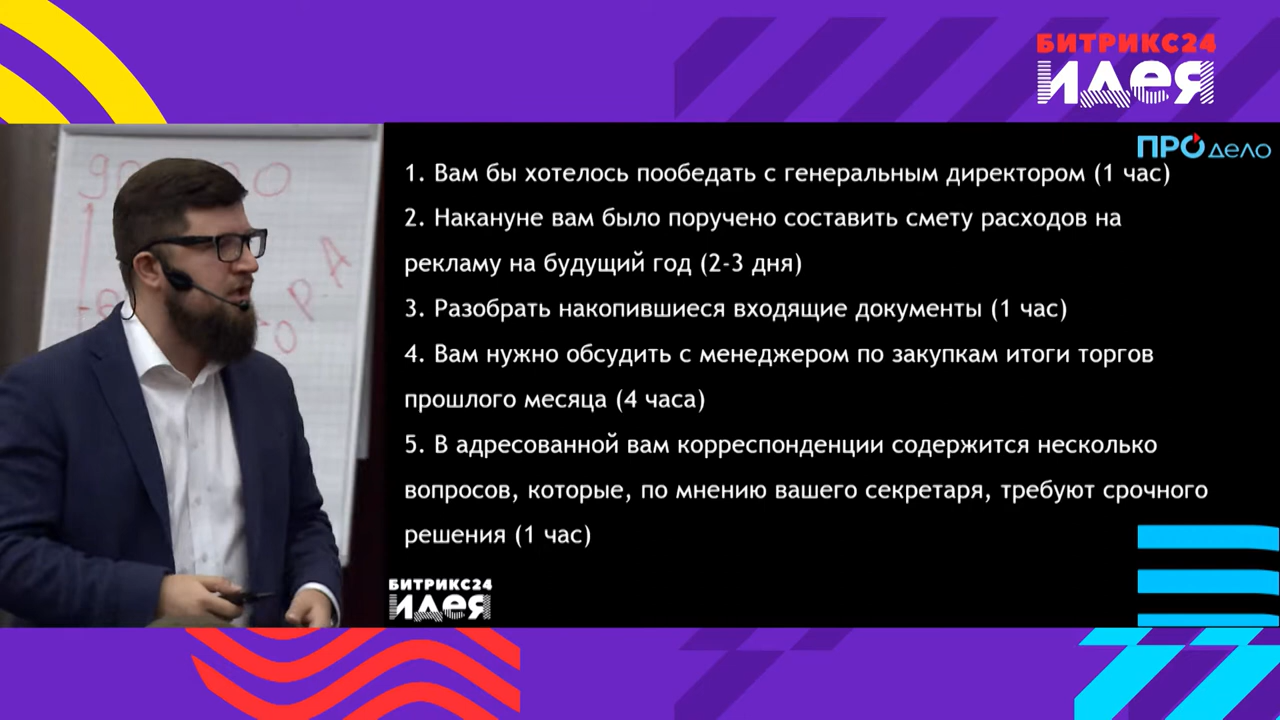 БИТРИКС24
ИДЕЯ
ПРОдело
1. Вам бы хотелось пообедать с генеральным директором (1 час)
2. Накануне вам было поручено составить смету расходов на
рекламу на будущий год (2-3 дня)
3. Разобрать накопившиеся входящие документы (1 час)
4. Вам нужно обсудить с менеджером по закупкам итоги торгов
прошлого месяца (4 часа)
5. В адресованной вам корреспонденции содержится несколько
вопросов, которые, по мнению вашего секретаря, требуют срочного
решения (1 час)
БИТРИКС24
ИДЕЯ